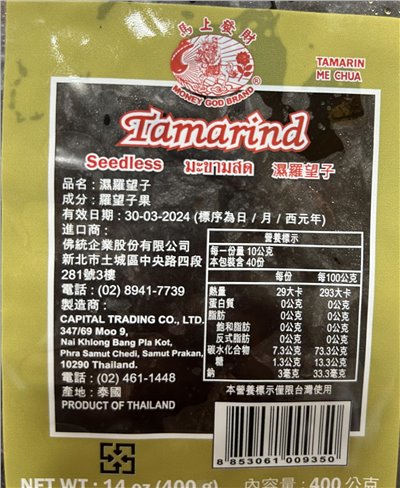 馬上發財
MONEY GOD BRAND
®
TAMARIN
ME CHUA
Tamarind
Seedless มะขามสด 濕羅望子
品名：濕羅望子
成分：羅望子果
有效日期：30-03-2024 (標序為日 / 月 / 西元年)
進口商：
佛統企業股份有限公司
新北市土城區中央路四段
281號3樓
電話：(02) 8941-7739
製造商：
CAPITAL TRADING CO., LTD.
347/69 Moo 9,
Nai Khlong Bang Pla Kot,
Phra Samut Chedi, Samut Prakan,
10290 Thailand.
電話：(02) 461-1448
產地：泰國
PRODUCT OF THAILAND
營養標示
每一份量 10公克
本包裝含 40份
每份 每100公克
熱量 29大卡 293大卡
蛋白質 0公克 0公克
脂肪 0公克 0公克
飽和脂肪 0公克 0公克
反式脂肪 0公克 0公克
碳水化合物 7.3公克 73.3公克
糖 1.3公克 13.3公克
鈉 3毫克 33.3毫克
本營養標示僅限台灣使用
8 853061 009350
NET WT : 14 oz (400 g) 內容量：400公克